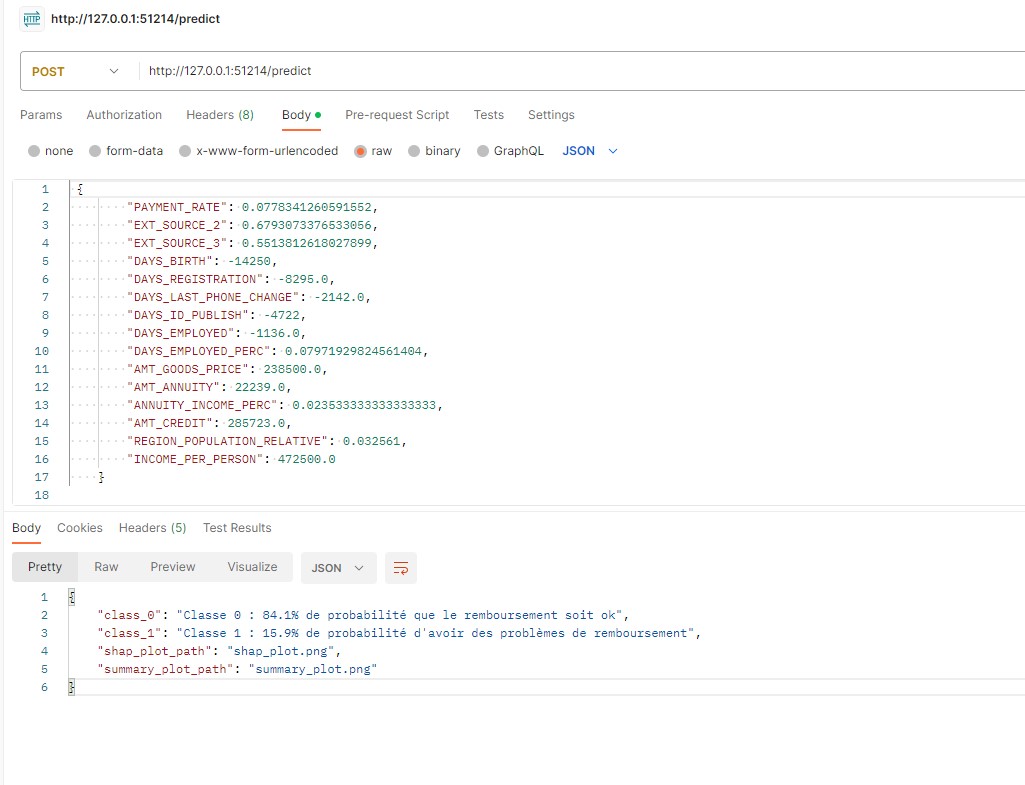 HTTP http://127.0.0.1:51214/predict
POST http://127.0.0.1:51214/predict
Params Authorization Headers (8) Body Pre-request Script Tests Settings
none form-data x-www-form-urlencoded raw binary GraphQL JSON
1 {
2 "PAYMENT_RATE": 0.0778341260591552,
3 "EXT_SOURCE_2": 0.6793073376533056,
4 "EXT_SOURCE_3": 0.5513812618027899,
5 "DAYS_BIRTH": -14250,
6 "DAYS_REGISTRATION": -8295.0,
7 "DAYS_LAST_PHONE_CHANGE": -2142.0,
8 "DAYS_ID_PUBLISH": -4722,
9 "DAYS_EMPLOYED": -1136.0,
10 "DAYS_EMPLOYED_PERC": 0.07971929824561404,
11 "AMT_GOODS_PRICE": 238500.0,
12 "AMT_ANNUITY": 22239.0,
13 "ANNUITY_INCOME_PERC": 0.023533333333333333,
14 "AMT_CREDIT": 285723.0,
15 "REGION_POPULATION_RELATIVE": 0.032561,
16 "INCOME_PER_PERSON": 472500.0
17 }
18
Body Cookies Headers (5) Test Results
Pretty Raw Preview Visualize JSON
1 {
2 "class_0": "Classe 0 : 84.1% de probabilité que le remboursement soit ok",
3 "class_1": "Classe 1 : 15.9% de probabilité d'avoir des problèmes de remboursement",
4 "shap_plot_path": "shap_plot.png",
5 "summary_plot_path": "summary_plot.png"
6 }